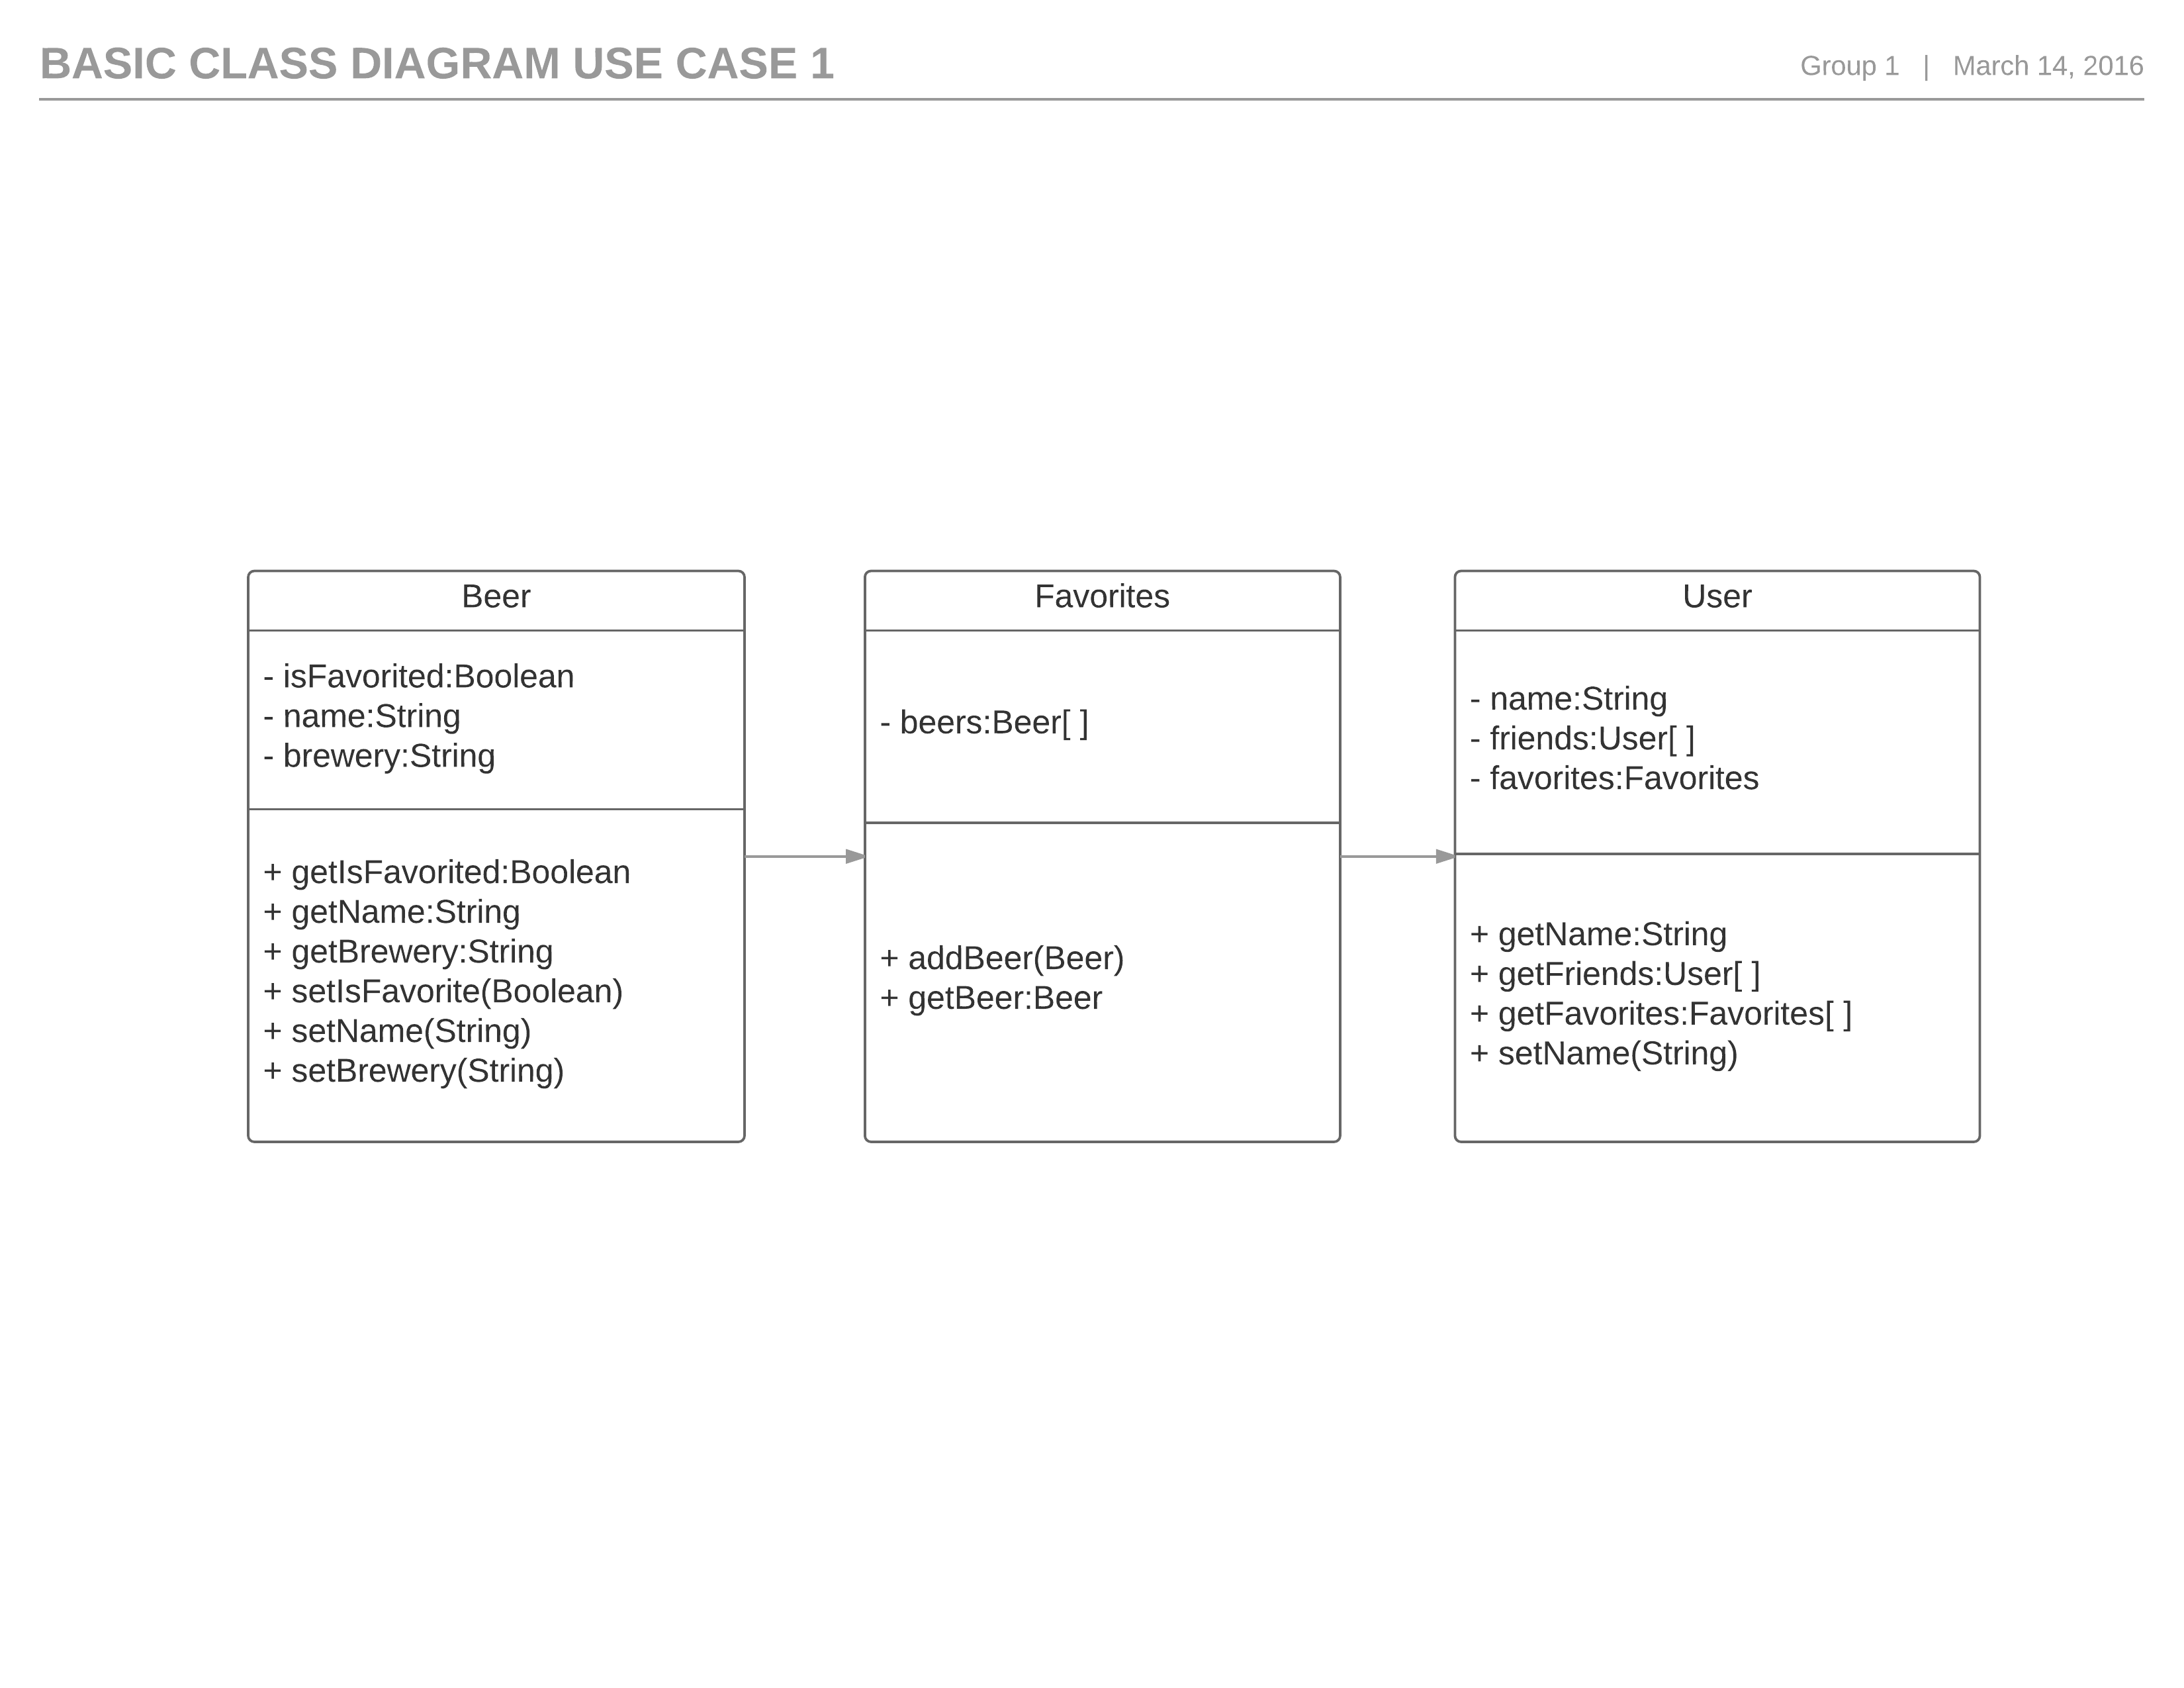 BASIC CLASS DIAGRAM USE CASE 1
Group 1 | March 14, 2016
Beer
- isFavorited:Boolean
- name:String
- brewery:String
+ getIsFavorited:Boolean
+ getName:String
+ getBrewery:String
+ setIsFavorite(Boolean)
+ setName(String)
+ setBrewery(String)
Favorites
- beers:Beer[ ]
+ addBeer(Beer)
+ getBeer:Beer
User
- name:String
- friends:User[ ]
- favorites:Favorites
+ getName:String
+ getFriends:User[ ]
+ getFavorites:Favorites[ ]
+ setName(String)